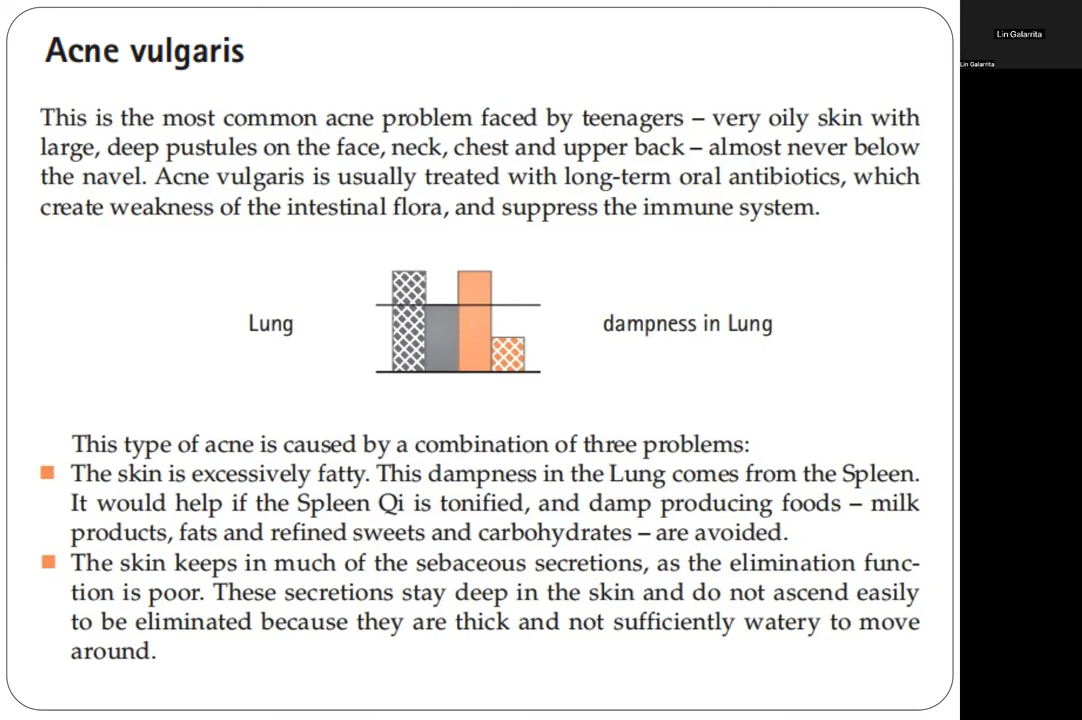 Acne vulgaris
This is the most common acne problem faced by teenagers – very oily skin with
large, deep pustules on the face, neck, chest and upper back – almost never below
the navel. Acne vulgaris is usually treated with long-term oral antibiotics, which
create weakness of the intestinal flora, and suppress the immune system.
Lung
dampness in Lung
This type of acne is caused by a combination of three problems:
The skin is excessively fatty. This dampness in the Lung comes from the Spleen.
It would help if the Spleen Qi is tonified, and damp producing foods – milk
products, fats and refined sweets and carbohydrates – are avoided.
The skin keeps in much of the sebaceous secretions, as the elimination func-
tion is poor. These secretions stay deep in the skin and do not ascend easily
to be eliminated because they are thick and not sufficiently watery to move
around.
Lin Galarrita
Lin Galarrita